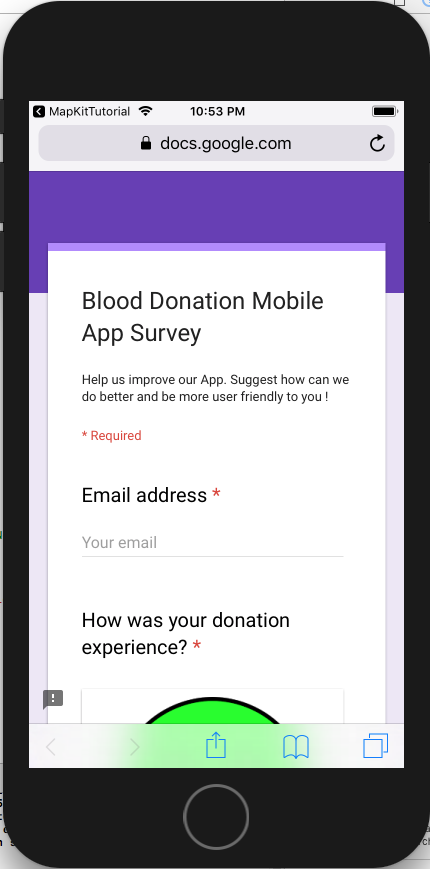 MapKitTutorial
10:53 PM
docs.google.com
Blood Donation Mobile
App Survey
Help us improve our App. Suggest how can we
do better and be more user friendly to you !
* Required
Email address *
Your email
How was your donation
experience? *